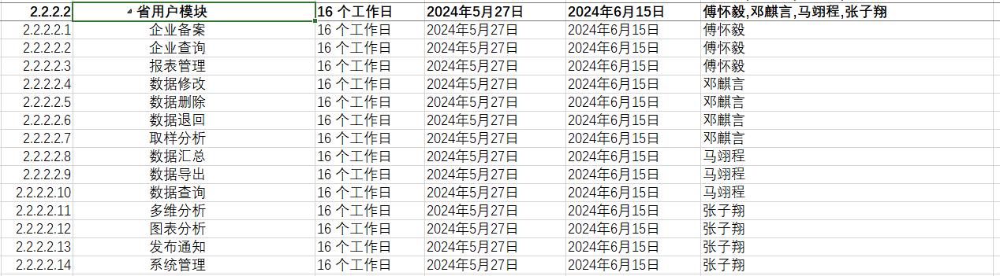 2.2.2.2 省用户模块 16 个工作日 2024年5月27日 2024年6月15日 傅怀毅,邓麒言,马翊程,张子翔
2.2.2.2.1 企业备案 16 个工作日 2024年5月27日 2024年6月15日 傅怀毅
2.2.2.2.2 企业查询 16 个工作日 2024年5月27日 2024年6月15日 傅怀毅
2.2.2.2.3 报表管理 16 个工作日 2024年5月27日 2024年6月15日 傅怀毅
2.2.2.2.4 数据修改 16 个工作日 2024年5月27日 2024年6月15日 邓麒言
2.2.2.2.5 数据删除 16 个工作日 2024年5月27日 2024年6月15日 邓麒言
2.2.2.2.6 数据退回 16 个工作日 2024年5月27日 2024年6月15日 邓麒言
2.2.2.2.7 取样分析 16 个工作日 2024年5月27日 2024年6月15日 邓麒言
2.2.2.2.8 数据汇总 16 个工作日 2024年5月27日 2024年6月15日 马翊程
2.2.2.2.9 数据导出 16 个工作日 2024年5月27日 2024年6月15日 马翊程
2.2.2.2.10 数据查询 16 个工作日 2024年5月27日 2024年6月15日 马翊程
2.2.2.2.11 多维分析 16 个工作日 2024年5月27日 2024年6月15日 张子翔
2.2.2.2.12 图表分析 16 个工作日 2024年5月27日 2024年6月15日 张子翔
2.2.2.2.13 发布通知 16 个工作日 2024年5月27日 2024年6月15日 张子翔
2.2.2.2.14 系统管理 16 个工作日 2024年5月27日 2024年6月15日 张子翔